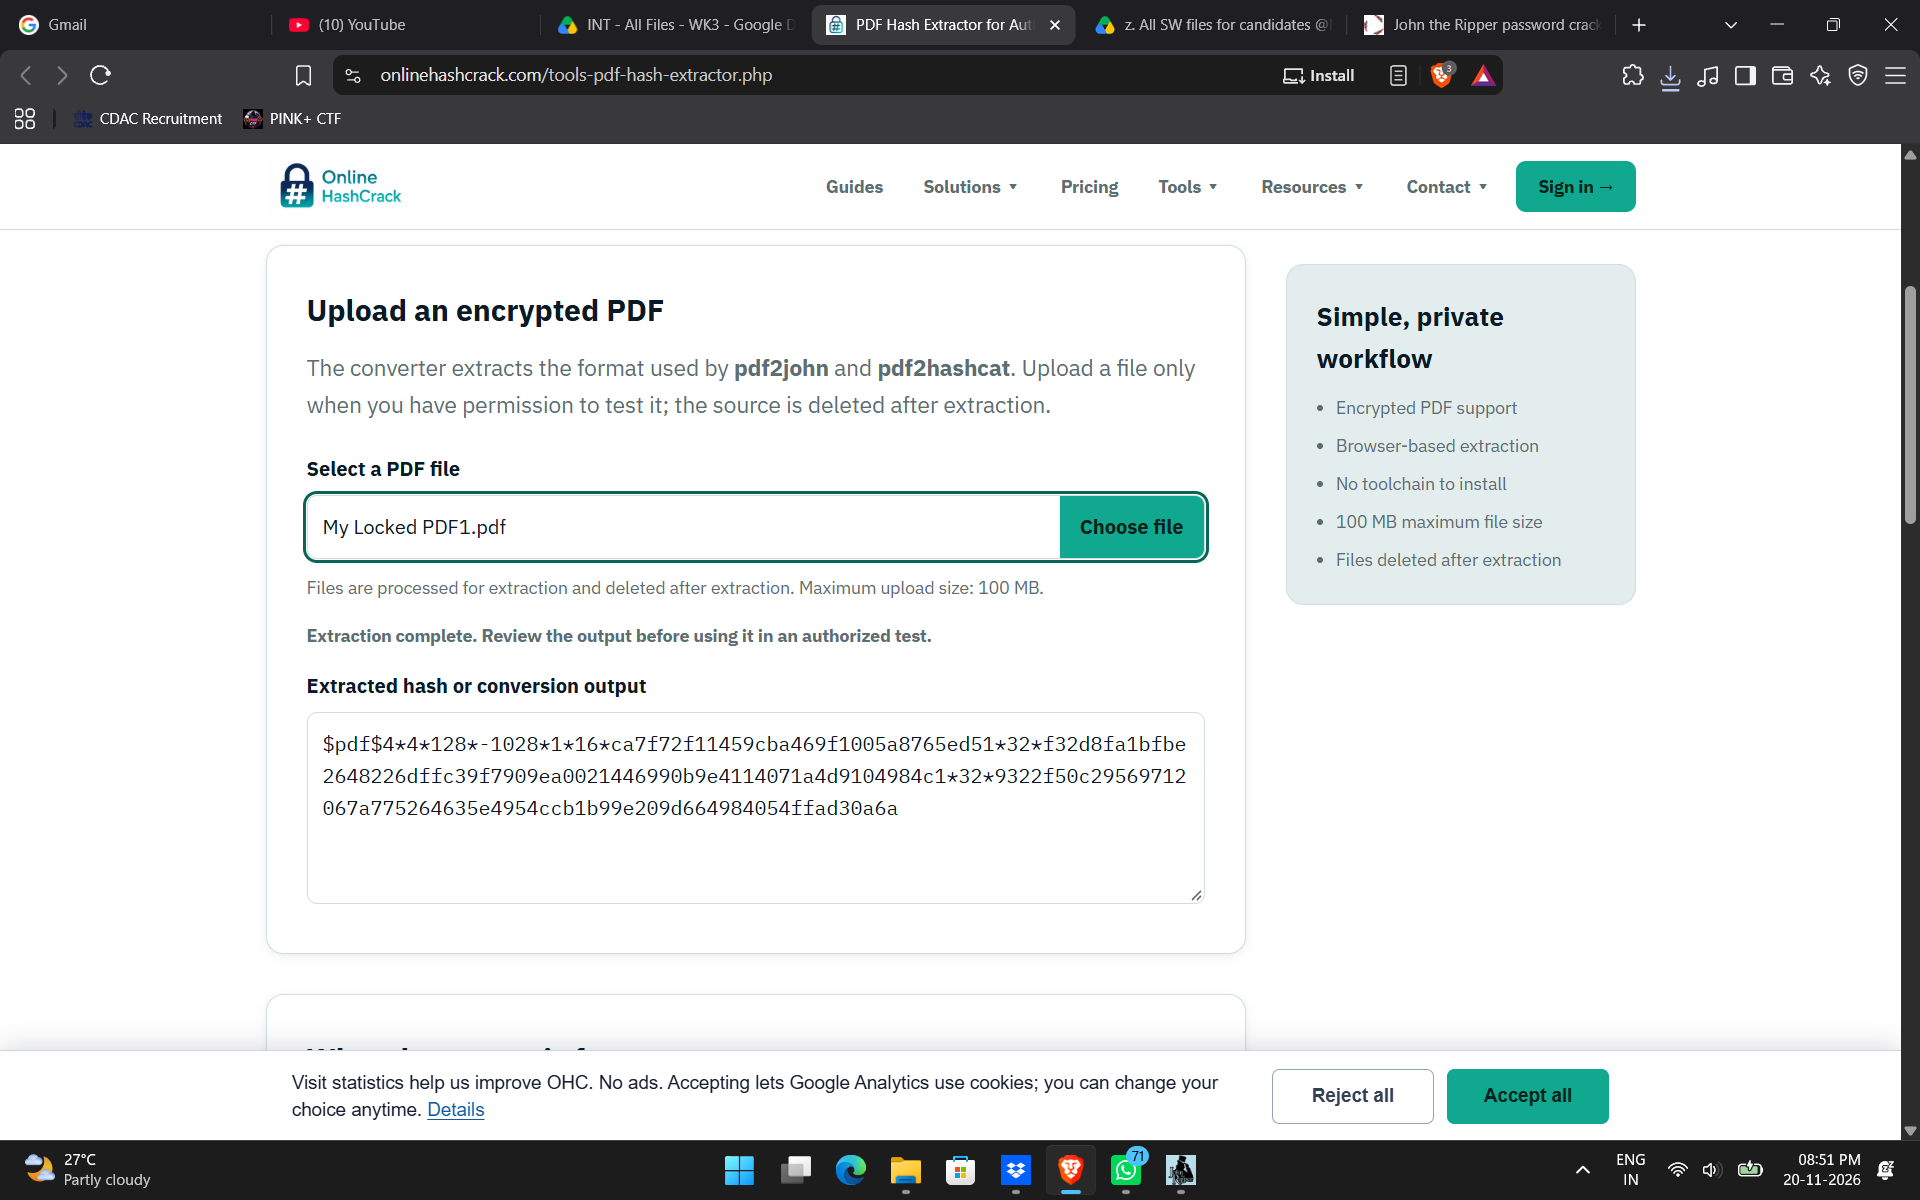 Gmail
(10) YouTube
INT - All Files - WK3 - Google D
PDF Hash Extractor for Aut
z. All SW files for candidates @
John the Ripper password crack
onlinehashcrack.com/tools-pdf-hash-extractor.php
Install
3
CDAC Recruitment
PINK+ CTF
Online
HashCrack
Guides
Solutions
Pricing
Tools
Resources
Contact
Sign in →
Upload an encrypted PDF
The converter extracts the format used by pdf2john and pdf2hashcat. Upload a file only
when you have permission to test it; the source is deleted after extraction.
Select a PDF file
My Locked PDF1.pdf
Choose file
Files are processed for extraction and deleted after extraction. Maximum upload size: 100 MB.
Extraction complete. Review the output before using it in an authorized test.
Extracted hash or conversion output
$pdf$4*4*128*-1028*1*16*ca7f72f11459cba469f1005a8765ed51*32*f32d8fa1bfbe
2648226dffc39f7909ea0021446990b9e4114071a4d9104984c1*32*9322f50c29569712
067a775264635e4954ccb1b99e209d664984054ffad30a6a
Simple, private
workflow
• Encrypted PDF support
• Browser-based extraction
• No toolchain to install
• 100 MB maximum file size
• Files deleted after extraction
Visit statistics help us improve OHC. No ads. Accepting lets Google Analytics use cookies; you can change your
choice anytime. Details
Reject all
Accept all
27°C
Partly cloudy
71
ENG
IN
08:51 PM
20-11-2026